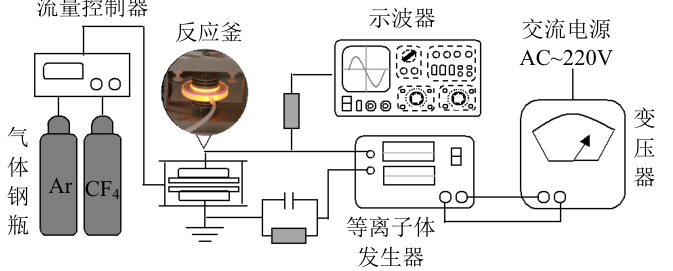 流量控制器
反应釜
示波器
交流电源
AC~220V
气体钢瓶
Ar
CF₄
等离子体
发生器
变压器